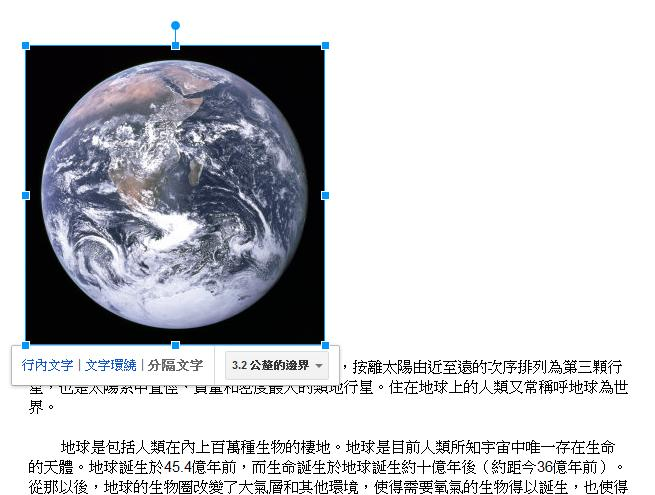 行內文字 | 文字環繞 | 分隔文字 3.2 公釐的邊界
，按離太陽由近至遠的次序排列為第三顆行
星，也是太陽系中直徑、質量和密度最大的類地行星。住在地球上的人類又常稱呼地球為世
界。
地球是包括人類在內上百萬種生物的棲地。地球是目前人類所知宇宙中唯一存在生命
的天體。地球誕生於45.4億年前，而生命誕生於地球誕生約十億年後（約距今36億年前）。
從那以後，地球的生物圈改變了大氣層和其他環境，使得需要氧氣的生物得以誕生，也使得